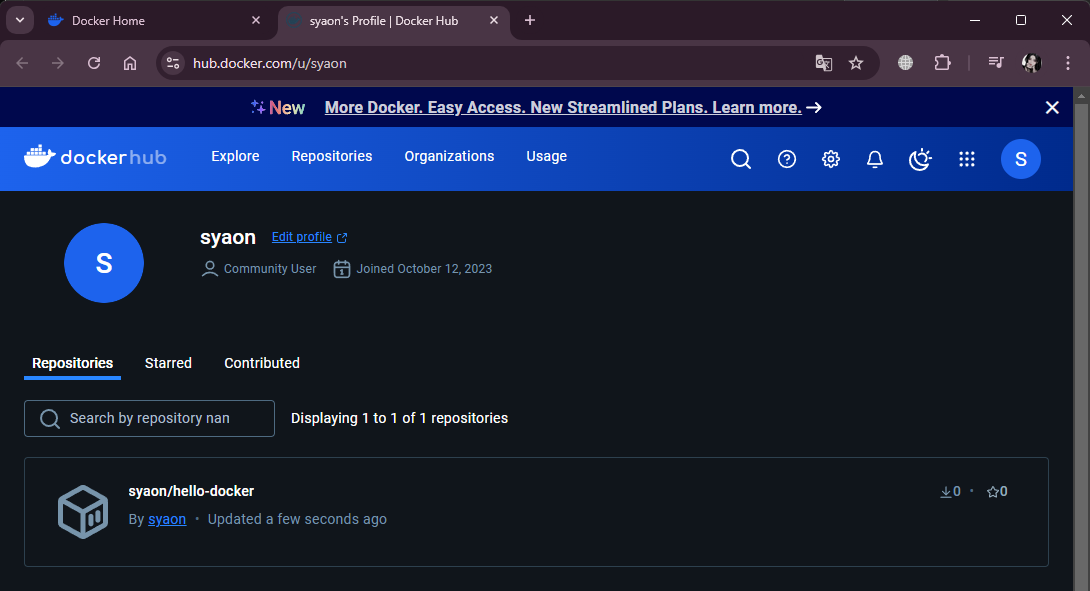 Docker Home
syaon's Profile | Docker Hub
hub.docker.com/u/syaon
New More Docker. Easy Access. New Streamlined Plans. Learn more. →
dockerhub Explore Repositories Organizations Usage S
S
syaon Edit profile
Community User 1 Joined October 12, 2023
Repositories Starred Contributed
Search by repository nan Displaying 1 to 1 of 1 repositories
syaon/hello-docker 0 • 0
By syaon • Updated a few seconds ago